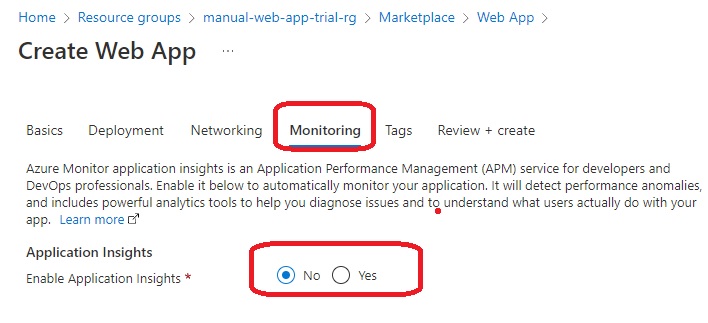 Home > Resource groups > manual-web-app-trial-rg > Marketplace > Web App >
Create Web App ...
Basics Deployment Networking Monitoring Tags Review + create
Azure Monitor application insights is an Application Performance Management (APM) service for developers and
DevOps professionals. Enable it below to automatically monitor your application. It will detect performance anomalies,
and includes powerful analytics tools to help you diagnose issues and to understand what users actually do with your
app. Learn more
Application Insights
Enable Application Insights * No Yes